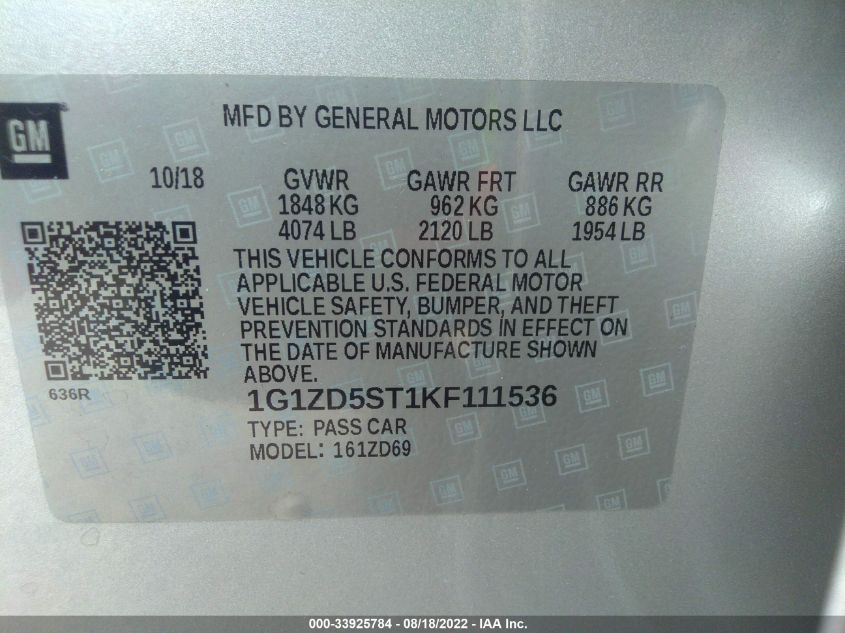 MFD BY GENERAL MOTORS LLC
GM
10/18 GVWR GAWR FRT GAWR RR
1848 KG 962 KG 886 KG
4074 LB 2120 LB 1954 LB
THIS VEHICLE CONFORMS TO ALL
APPLICABLE U.S. FEDERAL MOTOR
VEHICLE SAFETY, BUMPER, AND THEFT
PREVENTION STANDARDS IN EFFECT ON
THE DATE OF MANUFACTURE SHOWN
ABOVE.
636R
1G1ZD5ST1KF111536
TYPE: PASS CAR
MODEL: 161ZD69
000-33925784 - 08/18/2022 - IAA Inc.